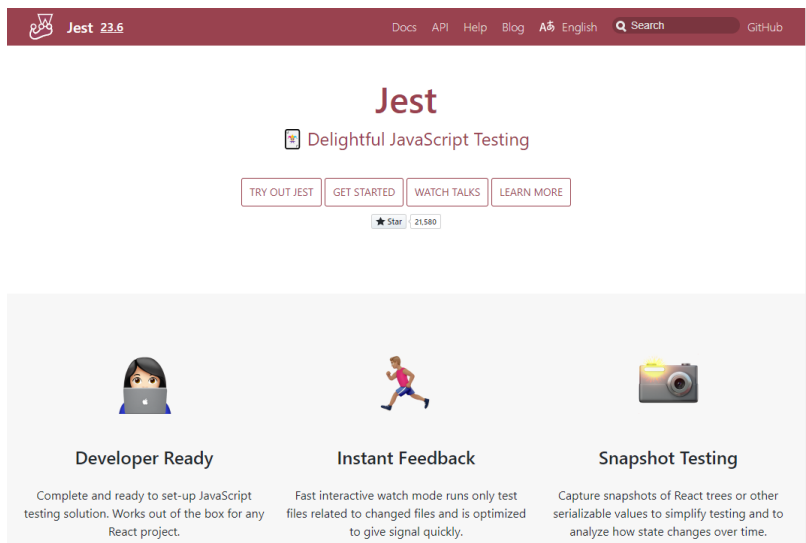 Jest 23.6 Docs API Help Blog Aあ English Search GitHub
Jest
Delightful JavaScript Testing
TRY OUT JEST GET STARTED WATCH TALKS LEARN MORE
Star 21,580
Developer Ready
Complete and ready to set-up JavaScript
testing solution. Works out of the box for any
React project.
Instant Feedback
Fast interactive watch mode runs only test
files related to changed files and is optimized
to give signal quickly.
Snapshot Testing
Capture snapshots of React trees or other
serializable values to simplify testing and to
analyze how state changes over time.